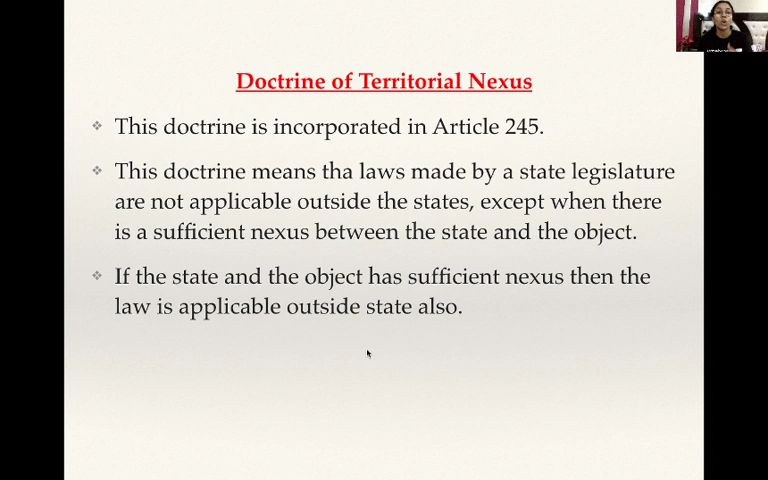 Doctrine of Territorial Nexus
This doctrine is incorporated in Article 245.
This doctrine means tha laws made by a state legislature
are not applicable outside the states, except when there
is a sufficient nexus between the state and the object.
If the state and the object has sufficient nexus then the
law is applicable outside state also.